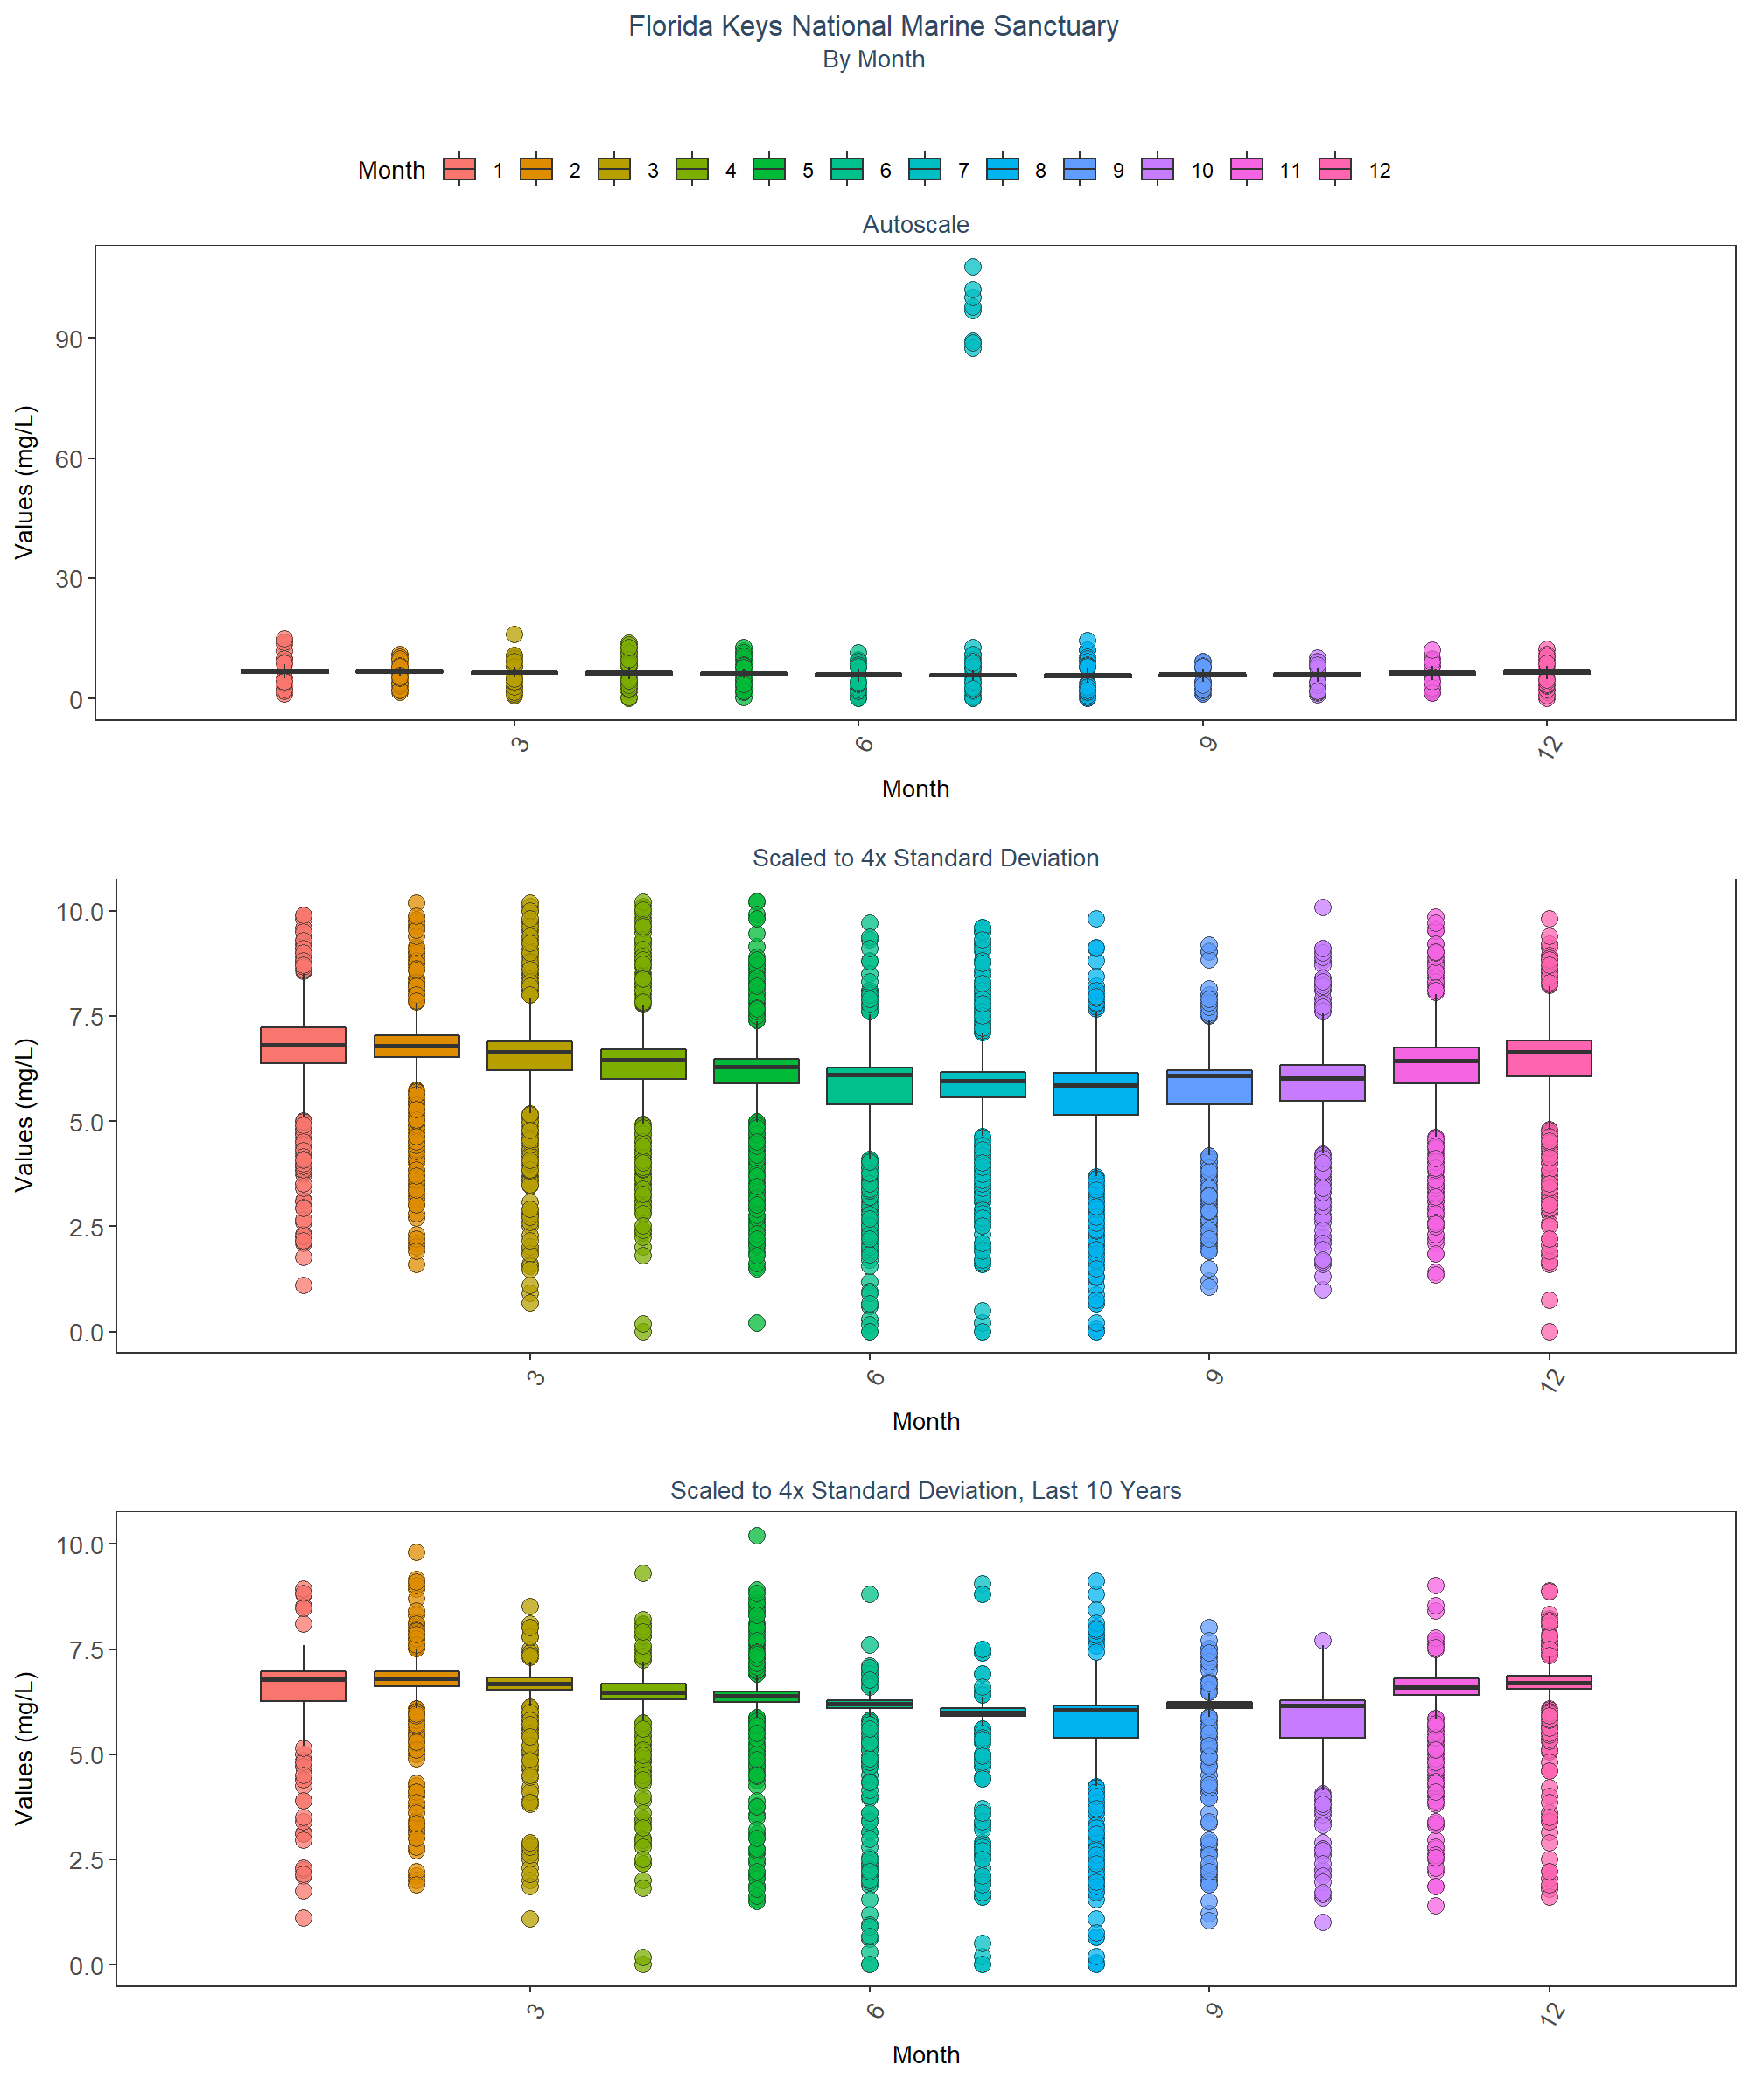 Florida Keys National Marine Sanctuary
By Month
Month 1 2 3 4 5 6 7 8 9 10 11 12
Autoscale
Values (mg/L)
90
60
30
0
3 6 9 12
Month
Scaled to 4x Standard Deviation
Values (mg/L)
10.0
7.5
5.0
2.5
0.0
3 6 9 12
Month
Scaled to 4x Standard Deviation, Last 10 Years
Values (mg/L)
10.0
7.5
5.0
2.5
0.0
3 6 9 12
Month